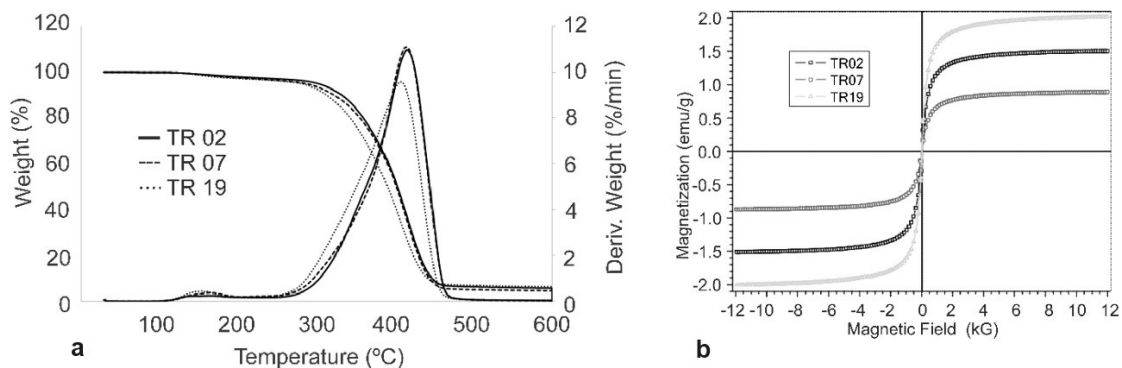 120
100
80
60
40
20
0
Weight (%)
TR 02
TR 07
TR 19
12
10
8
6
4
2
0
Deriv. Weight (%/min)
100 200 300 400 500 600
Temperature (ºC)
a
2.0
1.5
1.0
0.5
0.0
-0.5
-1.0
-1.5
-2.0
Magnetization (emu/g)
TR02
TR07
TR19
-12 -10 -8 -6 -4 -2 0 2 4 6 8 10 12
Magnetic Field (kG)
b